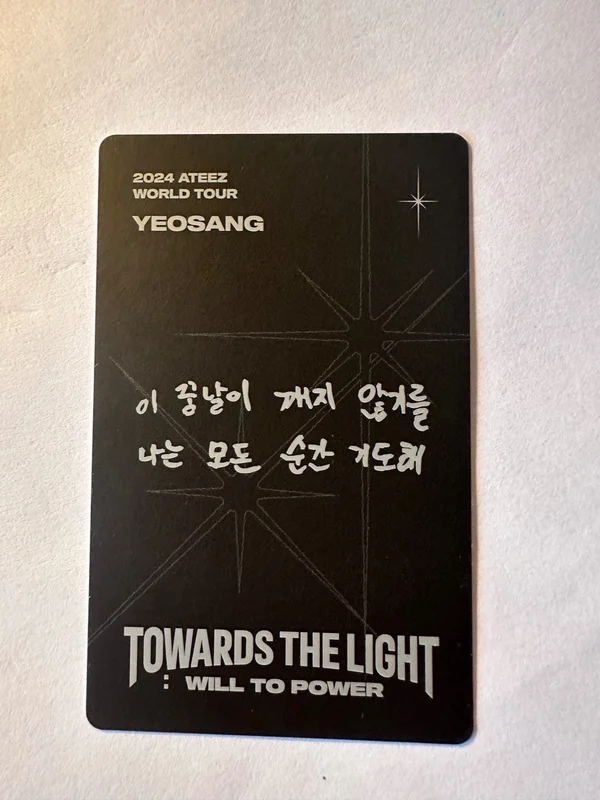 2024 ATEEZ
WORLD TOUR
YEOSANG
이 꿈날이 깨지 않기를
나는 모든 순간 기도해
TOWARDS THE LIGHT
: WILL TO POWER